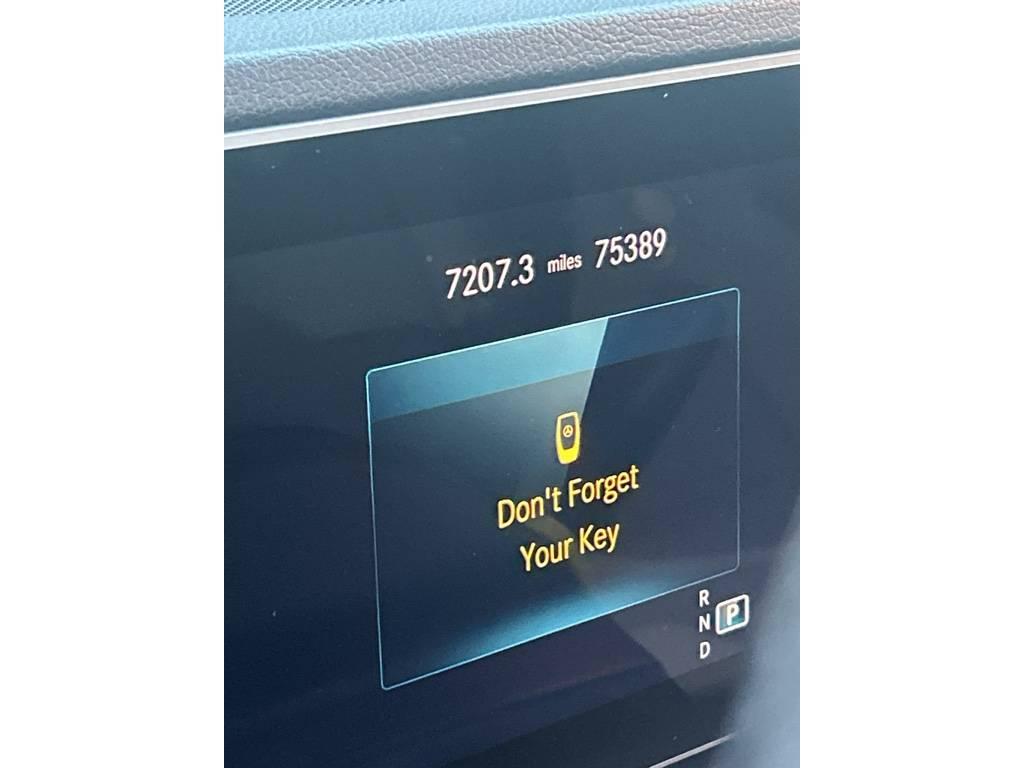 7207.3 miles 75389
Don't Forget
Your Key
R
N P
D